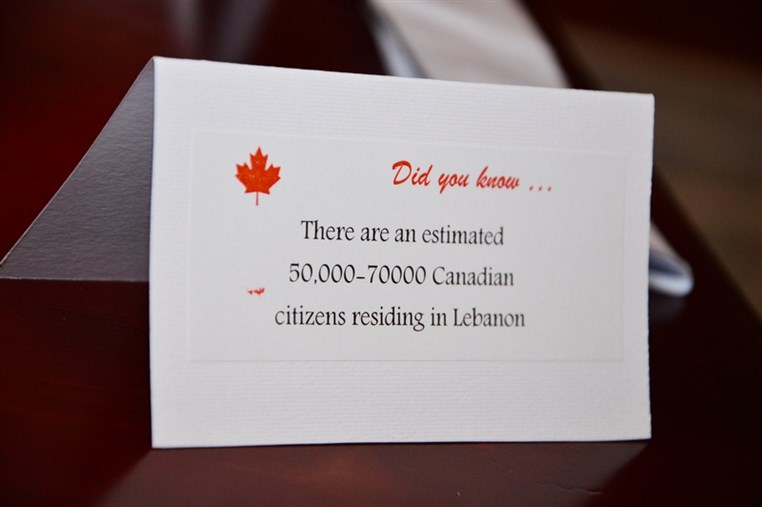 Did you know ...
There are an estimated
50,000-70000 Canadian
citizens residing in Lebanon